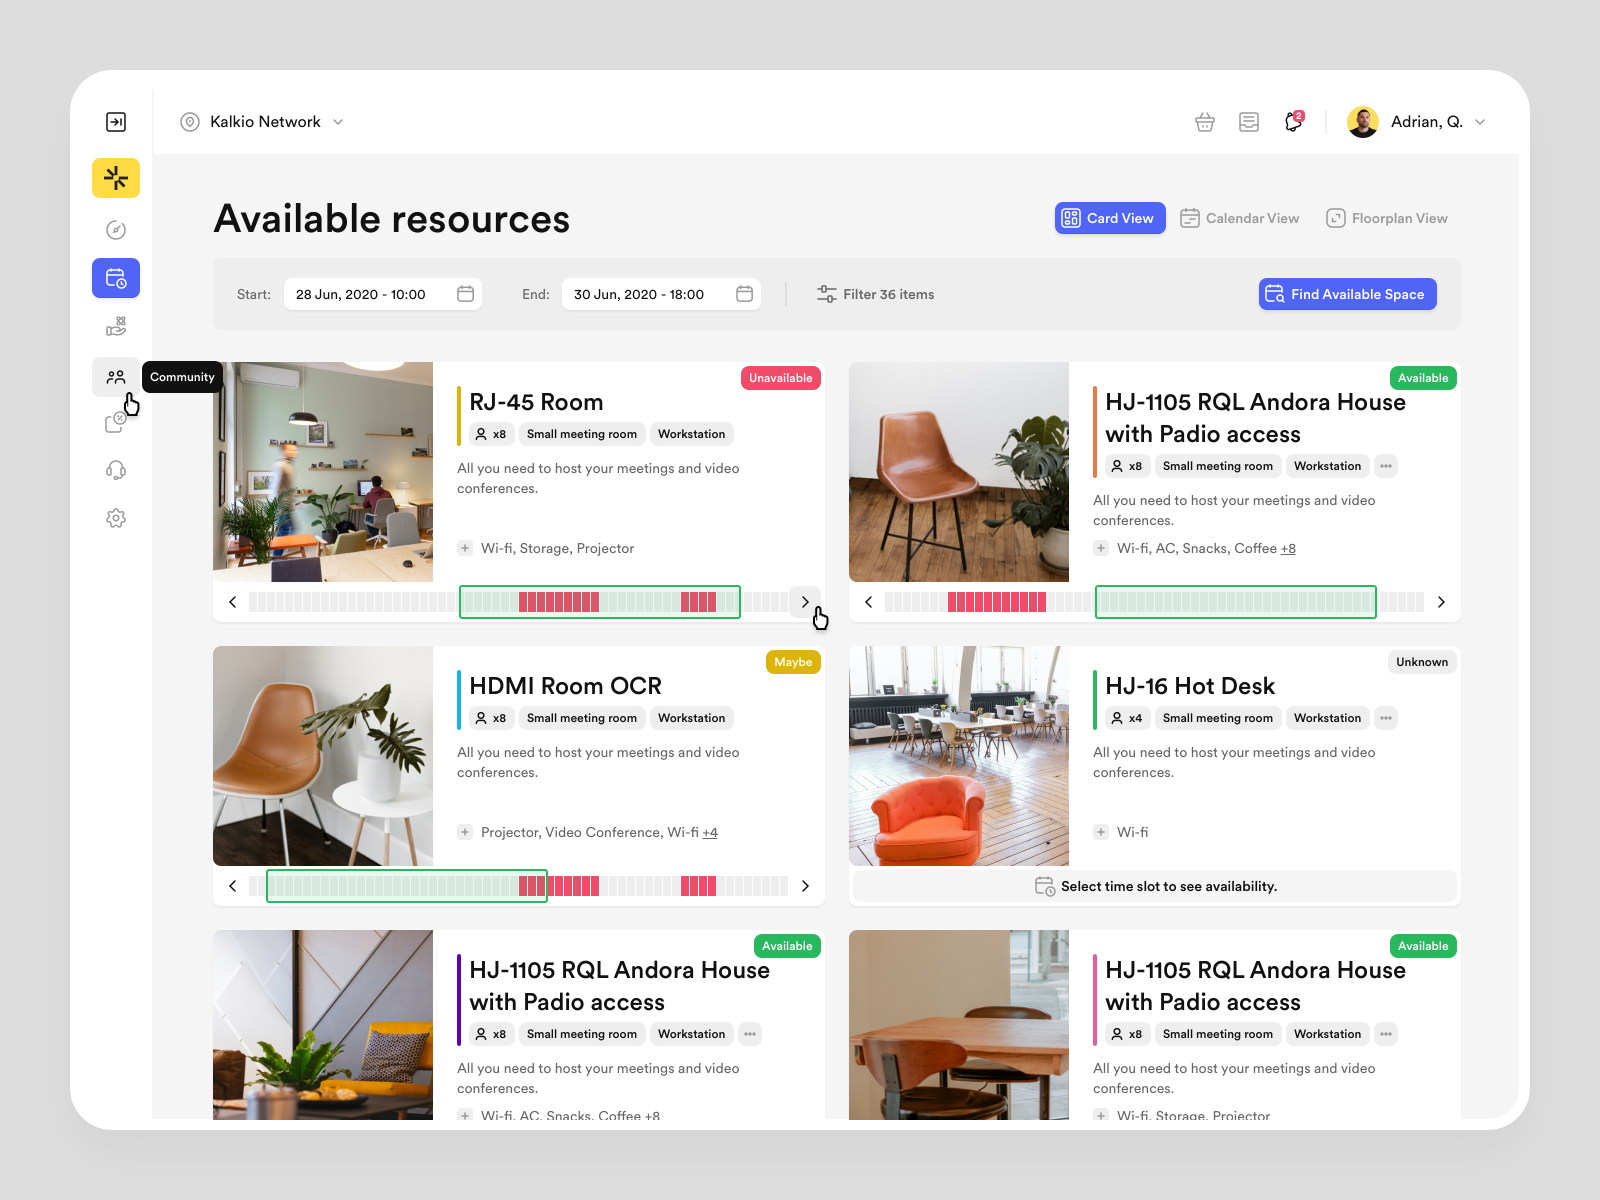 Kalkio Network
2
Adrian, Q.
Available resources
Card View
Calendar View
Floorplan View
Start:
28 Jun, 2020 - 10:00
End:
30 Jun, 2020 - 18:00
Filter 36 items
Find Available Space
Community
Unavailable
RJ-45 Room
x8
Small meeting room
Workstation
All you need to host your meetings and video
conferences.
Wi-fi, Storage, Projector
Available
HJ-1105 RQL Andora House
with Padio access
x8
Small meeting room
Workstation
All you need to host your meetings and video
conferences.
Wi-fi, AC, Snacks, Coffee +8
Maybe
HDMI Room OCR
x8
Small meeting room
Workstation
All you need to host your meetings and video
conferences.
Projector, Video Conference, Wi-fi +4
Unknown
HJ-16 Hot Desk
x4
Small meeting room
Workstation
All you need to host your meetings and video
conferences.
Wi-fi
Select time slot to see availability.
Available
HJ-1105 RQL Andora House
with Padio access
x8
Small meeting room
Workstation
All you need to host your meetings and video
conferences.
Wi-fi, AC, Snacks, Coffee +8
Available
HJ-1105 RQL Andora House
with Padio access
x8
Small meeting room
Workstation
All you need to host your meetings and video
conferences.
Wi-fi, Storage, Projector